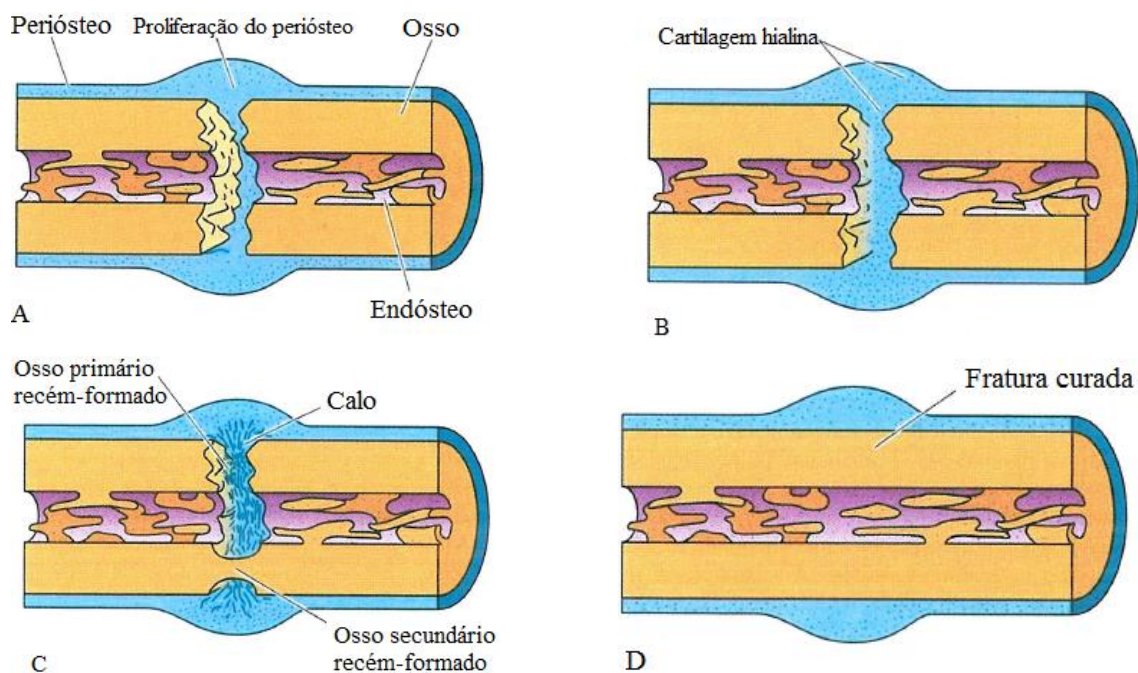 Periósteo
Proliferação do periósteo
Osso
Endósteo
A
Cartilagem hialina
B
Osso primário
recém-formado
Calo
Osso secundário
recém-formado
C
Fratura curada
D